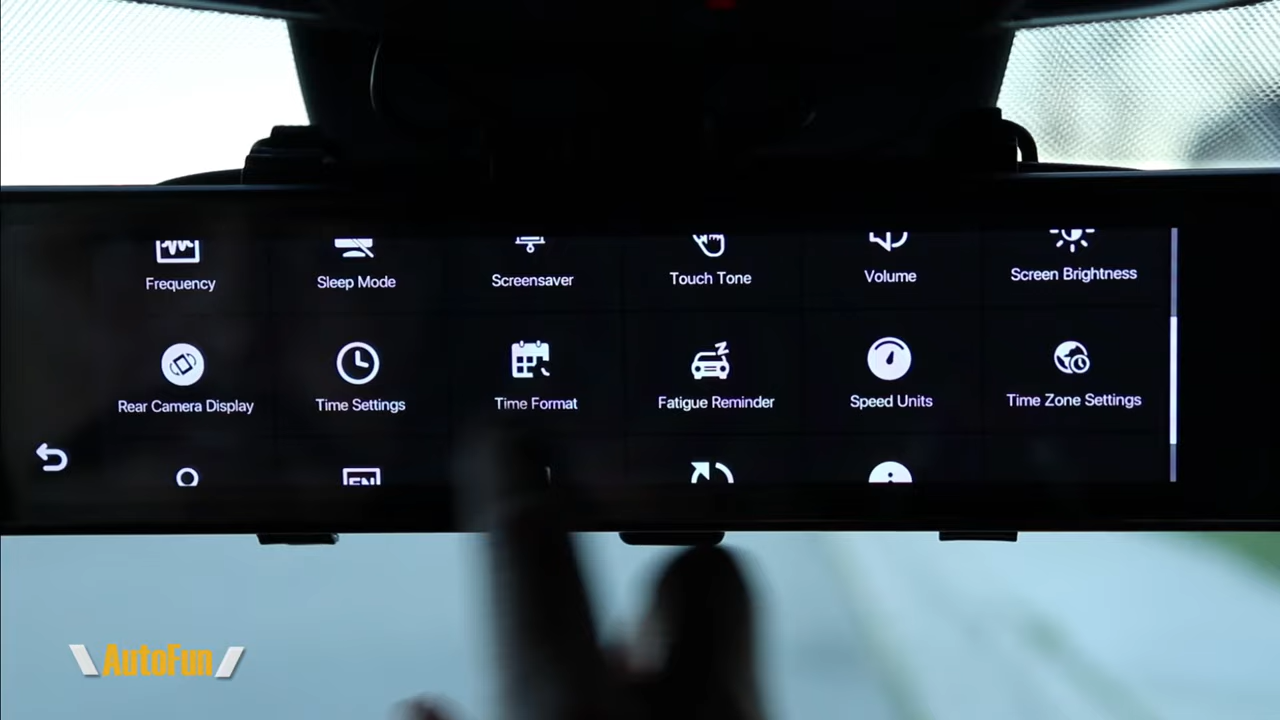 Frequency
Sleep Mode
Screensaver
Touch Tone
Volume
Screen Brightness
Rear Camera Display
Time Settings
Time Format
Fatigue Reminder
Speed Units
Time Zone Settings
EN
AutoFun